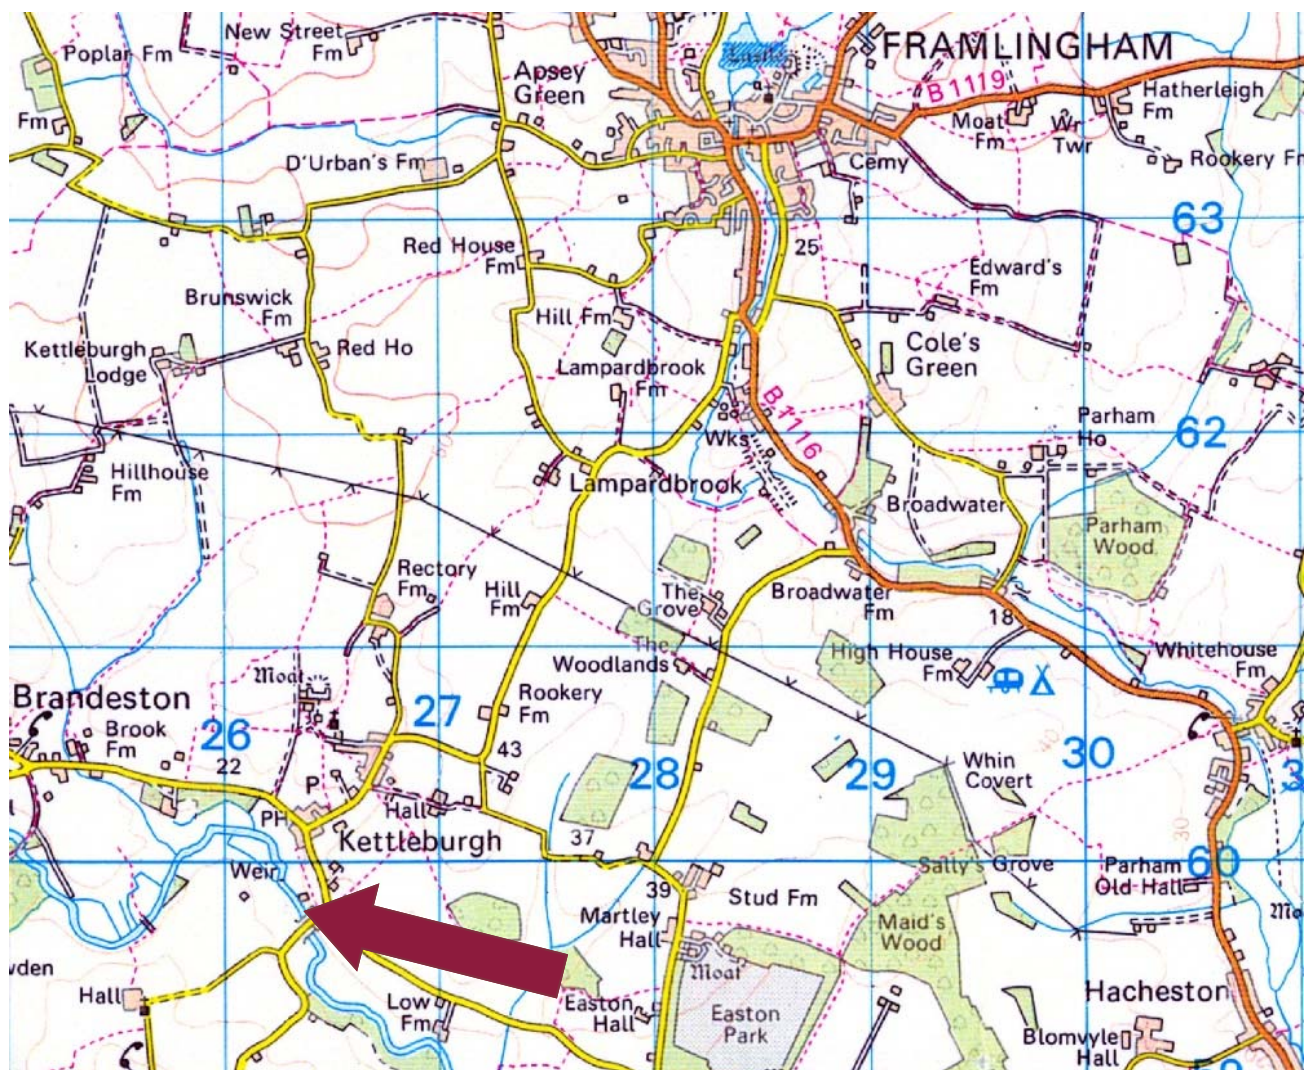 New Street
Fm
FRAMLINGHAM
Poplar Fm
Apsey
Green
B 1119
Hatherleigh
Fm
Fm
Moat
Fm
Wr
Twr
D'Urban's Fm
Cemy
Rookery
63
Red House
Fm
25
Edward's
Fm
Brunswick
Fm
Hill Fm
Kettleburgh
Lodge
Red Ho
Cole's
Green
Lampardbrook
Fm
B 1116
Parham
Ho
62
Wks
Hillhouse
Fm
Lampardbrook
Broadwater
Parham
Wood
Rectory
Fm
Hill
Fm
The
Grove
Broadwater
Fm
18
The
Woodlands
High House
Fm
Whitehouse
Fm
Moat
Brandeston
Rookery
Fm
27
Brook
Fm
26
22
43
28
29
30
Whin
Covert
P
PH
Hall
Kettleburgh
37
30
Sally's Grove
Parham
Old Hall
60
Weir
39
Stud Fm
Martley
Hall
Maid's
Wood
Moat
Hall
Low
Fm
Easton
Hall
Easton
Park
Hacheston
Blomvyle
Hall